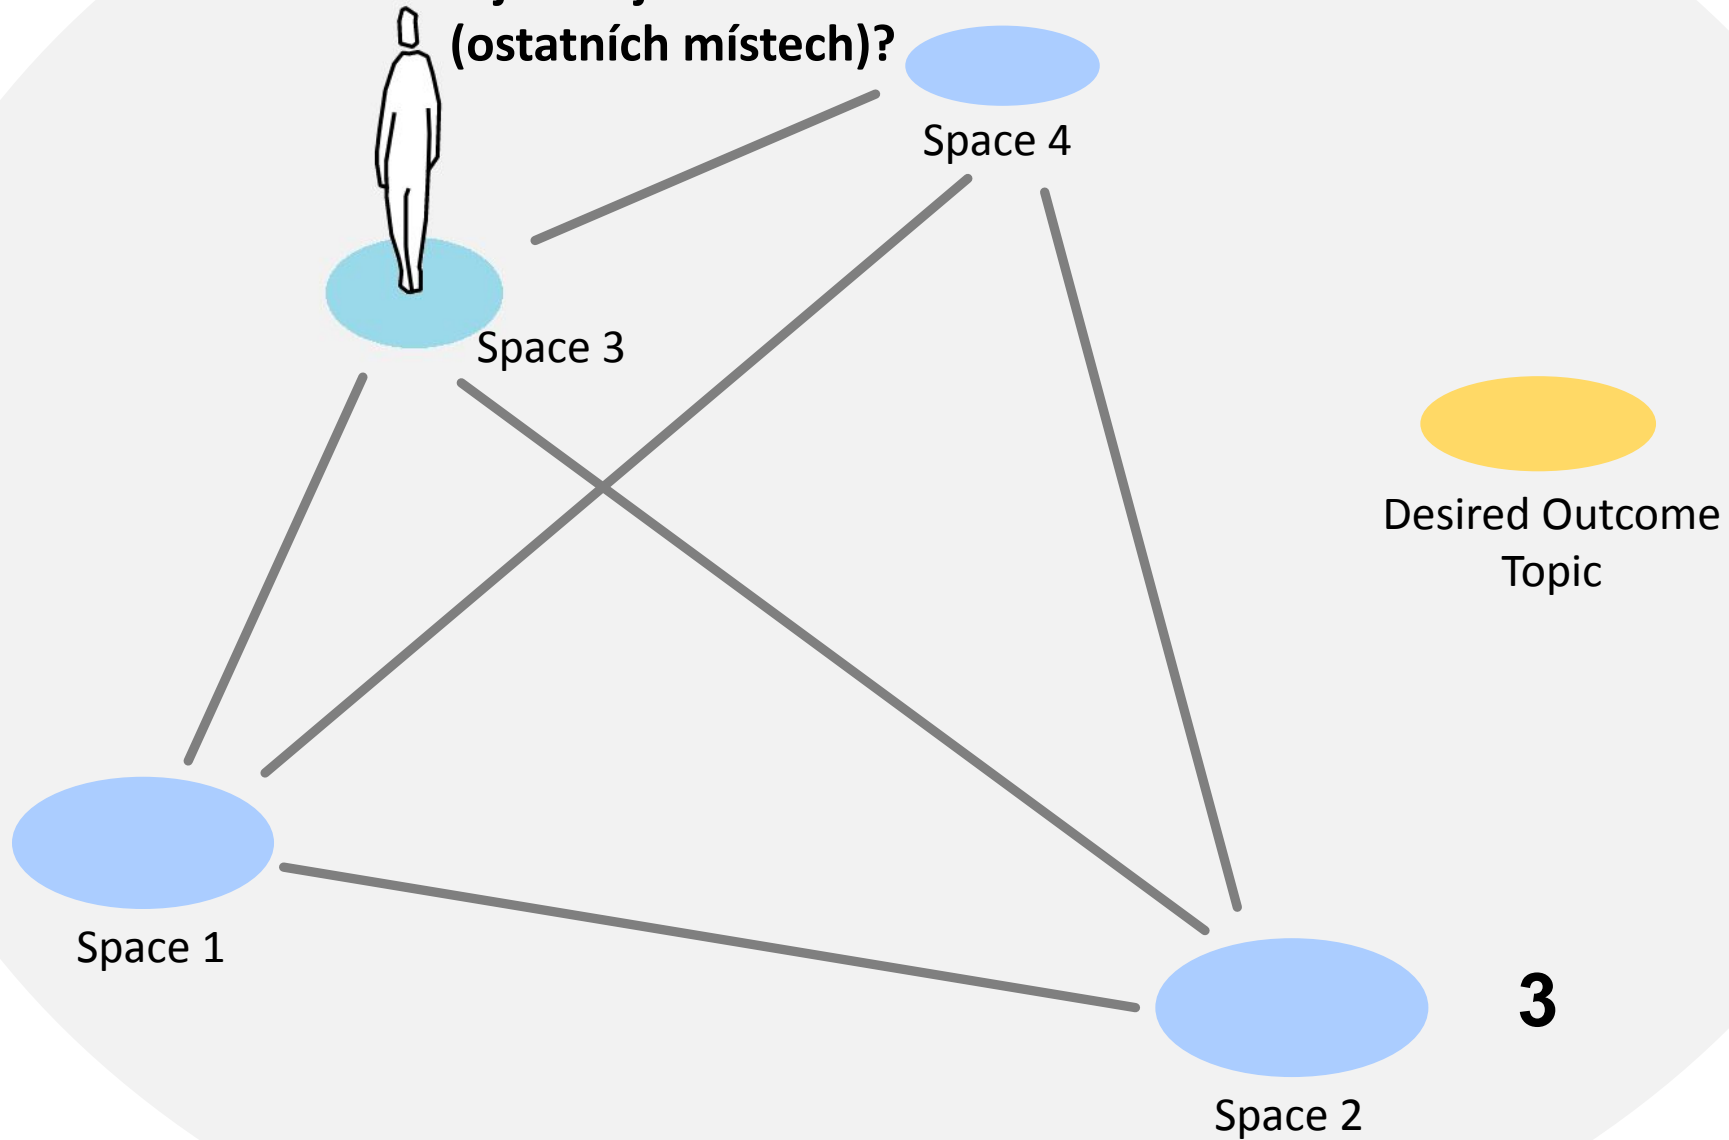 (ostatních místech)?
Space 4
Space 3
Desired Outcome
Topic
Space 1
3
Space 2